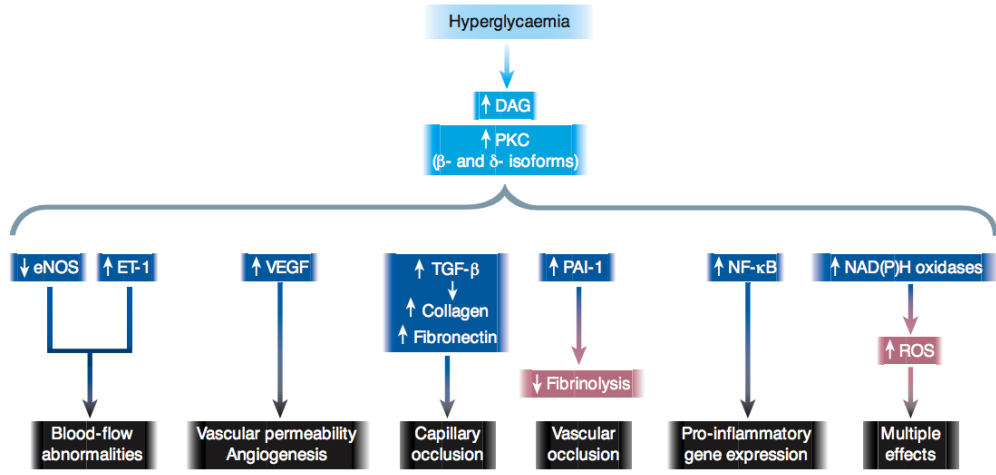 Hyperglycaemia
↑ DAG
↑ PKC
(β- and δ- isoforms)
↓ eNOS
↑ ET-1
↑ VEGF
↑ TGF-β
↑ Collagen
↑ Fibronectin
↑ PAI-1
↑ NF-κB
↑ NAD(P)H oxidases
↑ ROS
↓ Fibrinolysis
Blood-flow
abnormalities
Vascular permeability
Angiogenesis
Capillary
occlusion
Vascular
occlusion
Pro-inflammatory
gene expression
Multiple
effects